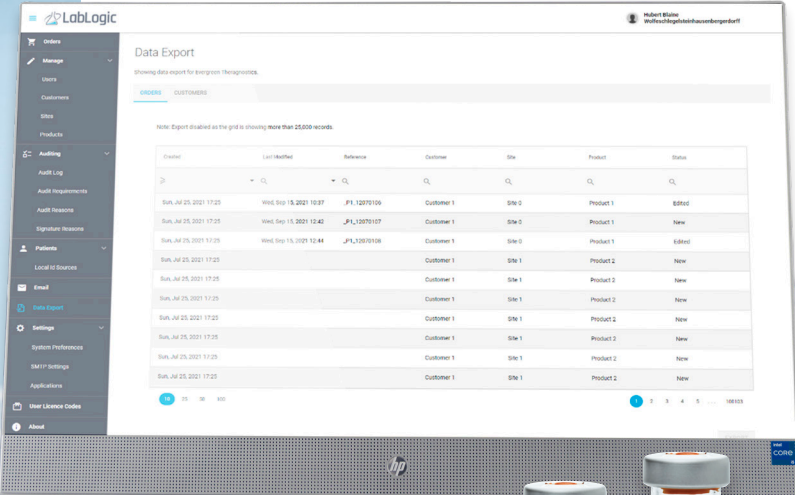 LabLogic
Hubert Blaine
Wolfeschlegelsteinhausenbergerdorff
Orders
Manage
Users
Customers
Sites
Products
Auditing
Audit Log
Audit Requirements
Audit Reasons
Signature Reasons
Patients
Local Id Sources
Email
Data Export
Settings
System Preferences
SMTP Settings
Applications
User Licence Codes
About
Data Export
Showing data export for Evergreen Theragnostics.
ORDERS CUSTOMERS
Note: Export disabled as the grid is showing more than 25,000 records.
Created Last Modified Reference Customer Site Product Status
Sun, Jul 25, 2021 17:25 Wed, Sep 15, 2021 10:37 _P1_12070106 Customer 1 Site 0 Product 1 Edited
Sun, Jul 25, 2021 17:25 Wed, Sep 15, 2021 12:43 _P1_12070107 Customer 1 Site 0 Product 1 New
Sun, Jul 25, 2021 17:25 Wed, Sep 15, 2021 12:44 _P1_12070108 Customer 1 Site 0 Product 1 Edited
Sun, Jul 25, 2021 17:25 Customer 1 Site 1 Product 2 New
Sun, Jul 25, 2021 17:25 Customer 1 Site 1 Product 2 New
Sun, Jul 25, 2021 17:25 Customer 1 Site 1 Product 2 New
Sun, Jul 25, 2021 17:25 Customer 1 Site 1 Product 2 New
Sun, Jul 25, 2021 17:25 Customer 1 Site 1 Product 2 New
Sun, Jul 25, 2021 17:25 Customer 1 Site 1 Product 2 New
Sun, Jul 25, 2021 17:25 Customer 1 Site 1 Product 2 New
10 25 50 100
1 2 3 4 5 ...
hp
intel
CORE